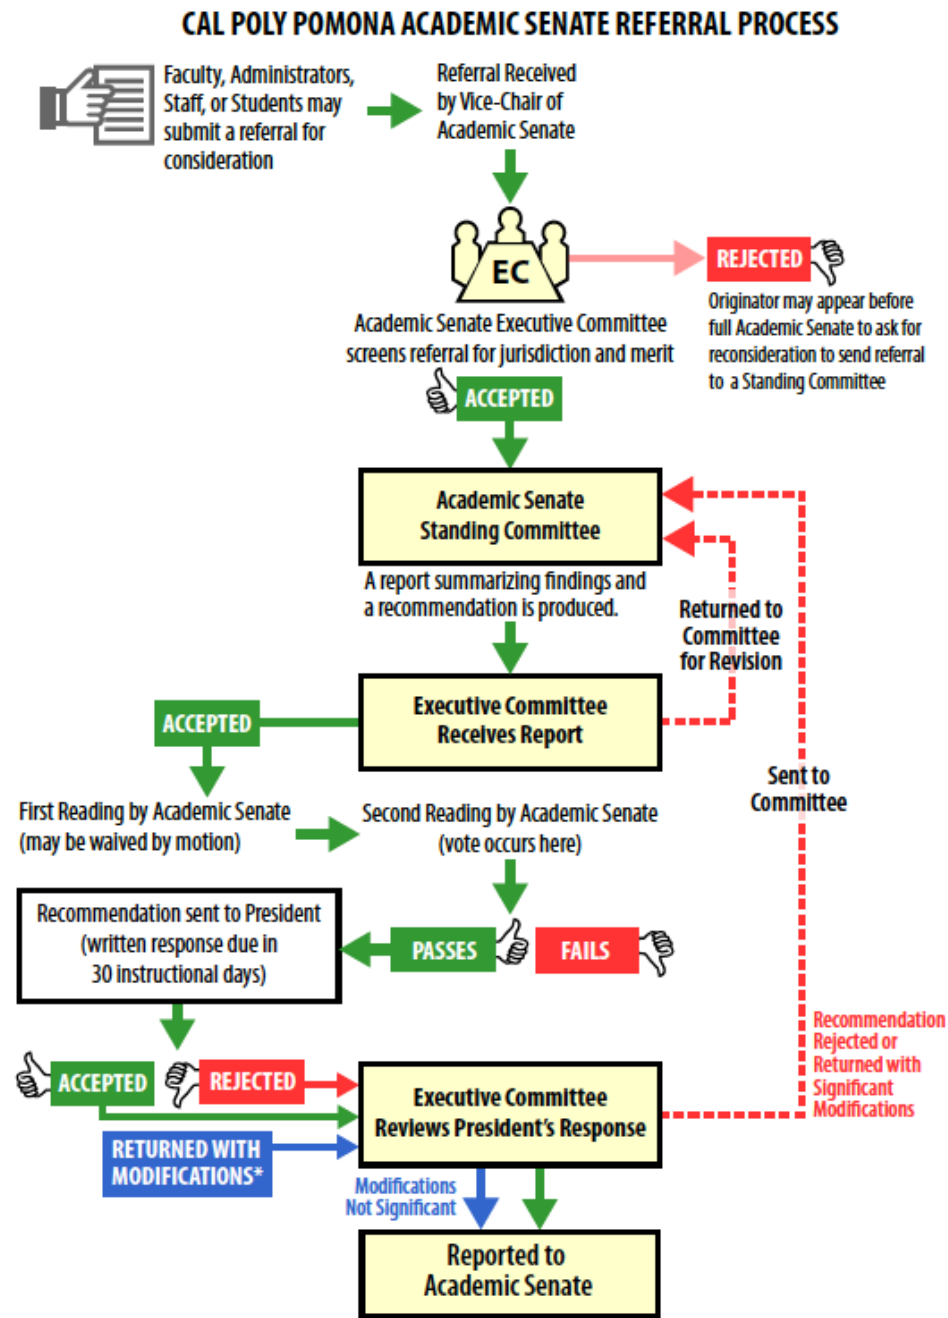 CAL POLY POMONA ACADEMIC SENATE REFERRAL PROCESS
Faculty, Administrators,
Staff, or Students may
submit a referral for
consideration
Referral Received
by Vice-Chair of
Academic Senate
EC
REJECTED
Originator may appear before
full Academic Senate to ask for
reconsideration to send referral
to a Standing Committee
Academic Senate Executive Committee
screens referral for jurisdiction and merit
ACCEPTED
Academic Senate
Standing Committee
A report summarizing findings and
a recommendation is produced.
Returned to
Committee
for Revision
Executive Committee
Receives Report
ACCEPTED
Sent to
Committee
First Reading by Academic Senate
(may be waived by motion)
Second Reading by Academic Senate
(vote occurs here)
Recommendation sent to President
(written response due in
30 instructional days)
PASSES
FAILS
Recommendation
Rejected or
Returned with
Significant
Modifications
ACCEPTED
REJECTED
RETURNED WITH
MODIFICATIONS*
Executive Committee
Reviews President's Response
Modifications
Not Significant
Reported to
Academic Senate